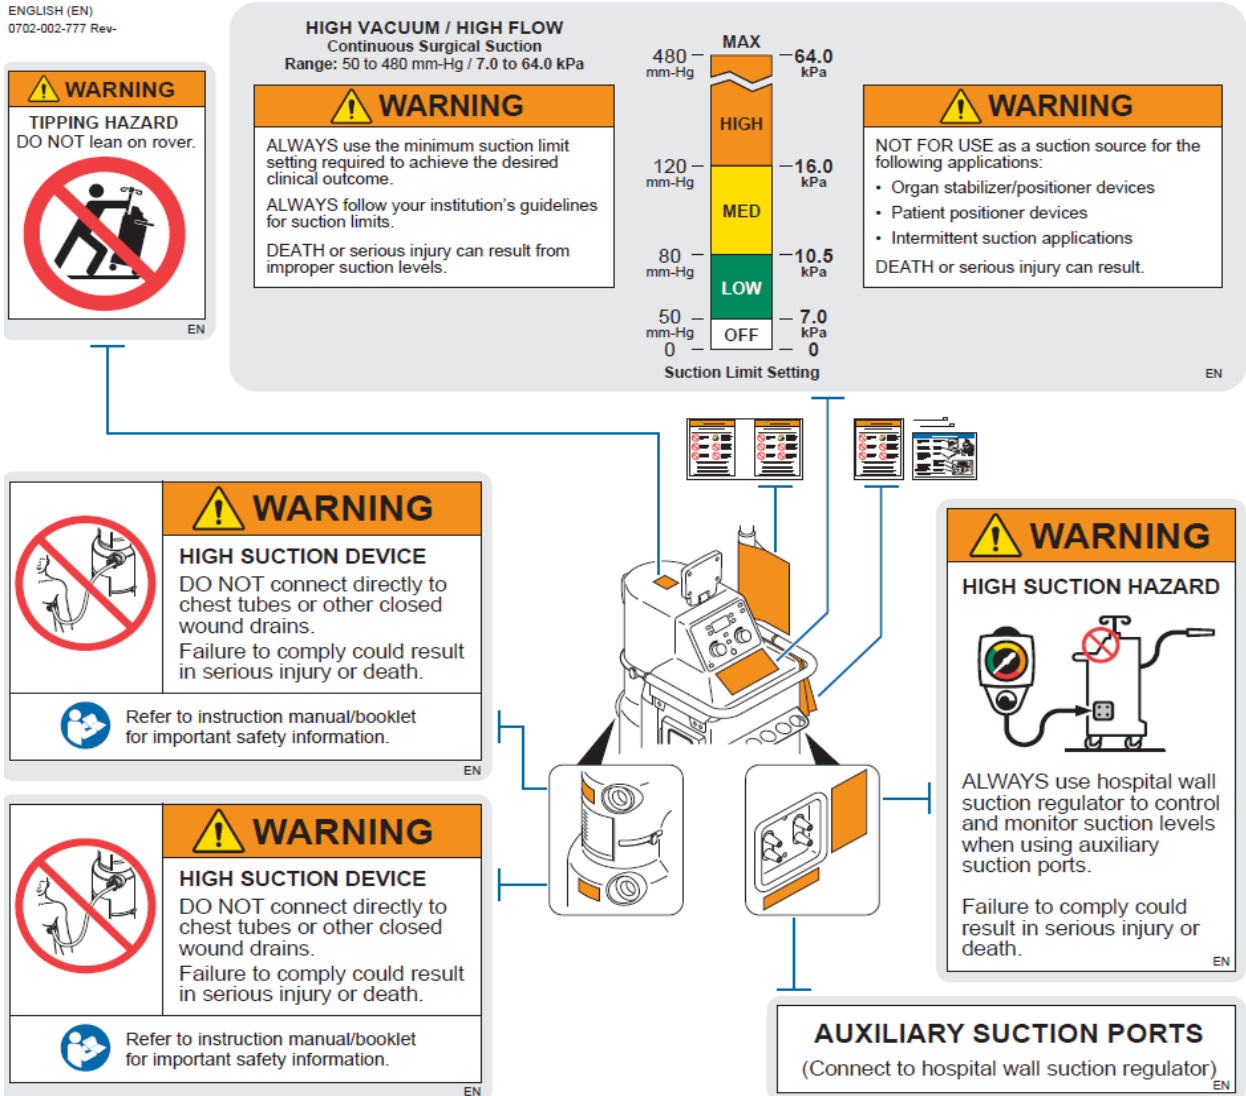 ENGLISH (EN)
0702-002-777 Rev-
WARNING
TIPPING HAZARD
DO NOT lean on rover.
EN
HIGH VACUUM / HIGH FLOW
Continuous Surgical Suction
Range: 50 to 480 mm-Hg / 7.0 to 64.0 kPa
WARNING
ALWAYS use the minimum suction limit
setting required to achieve the desired
clinical outcome.
ALWAYS follow your institution's guidelines
for suction limits.
DEATH or serious injury can result from
improper suction levels.
MAX
480 64.0
mm-Hg kPa
HIGH
120 16.0
mm-Hg kPa
MED
80 10.5
mm-Hg kPa
LOW
50 7.0
mm-Hg kPa
OFF
0 0
Suction Limit Setting
WARNING
NOT FOR USE as a suction source for the
following applications:
• Organ stabilizer/positioner devices
• Patient positioner devices
• Intermittent suction applications
DEATH or serious injury can result.
EN
WARNING
HIGH SUCTION DEVICE
DO NOT connect directly to
chest tubes or other closed
wound drains.
Failure to comply could result
in serious injury or death.
Refer to instruction manual/booklet
for important safety information.
EN
WARNING
HIGH SUCTION DEVICE
DO NOT connect directly to
chest tubes or other closed
wound drains.
Failure to comply could result
in serious injury or death.
Refer to instruction manual/booklet
for important safety information.
EN
WARNING
HIGH SUCTION HAZARD
ALWAYS use hospital wall
suction regulator to control
and monitor suction levels
when using auxiliary
suction ports.
Failure to comply could
result in serious injury or
death.
EN
AUXILIARY SUCTION PORTS
(Connect to hospital wall suction regulator)
EN